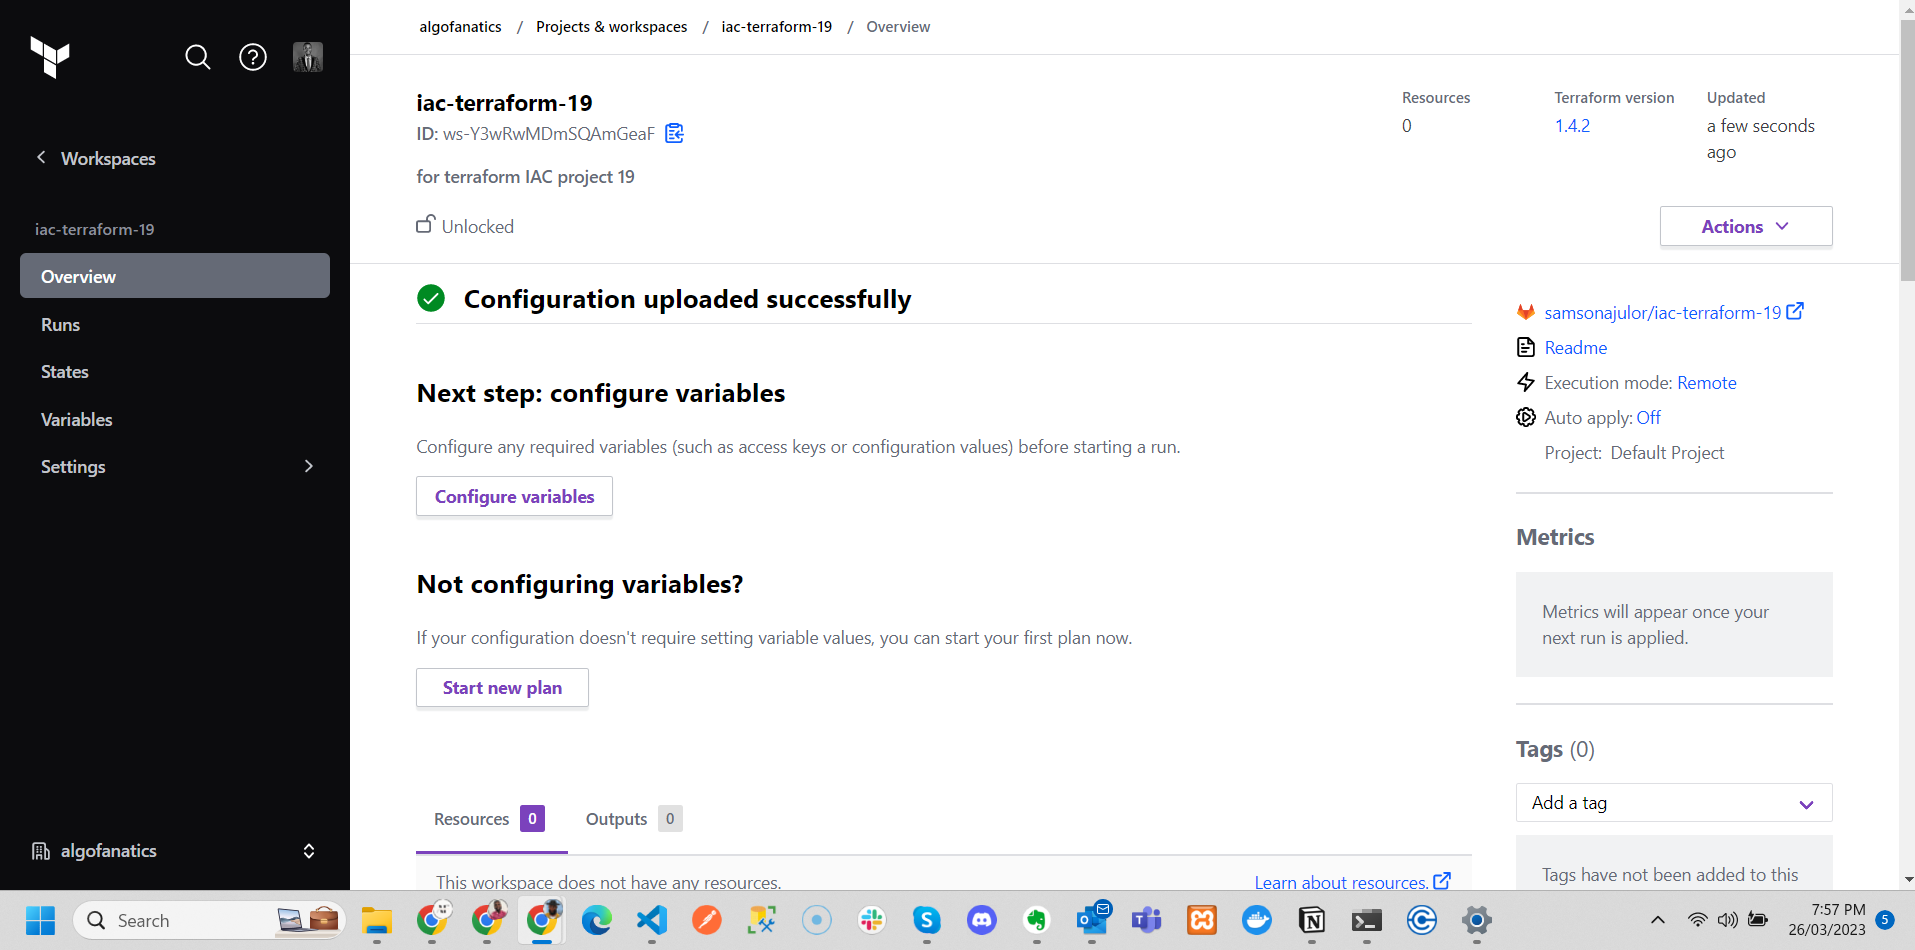 algofanatics / Projects & workspaces / iac-terraform-19 / Overview
Workspaces
iac-terraform-19
Overview
Runs
States
Variables
Settings
algofanatics
iac-terraform-19
ID: ws-Y3wRwMDmSQAmGeaF
for terraform IAC project 19
Unlocked
Resources
0
Terraform version
1.4.2
Updated
a few seconds
ago
Actions
Configuration uploaded successfully
Next step: configure variables
Configure any required variables (such as access keys or configuration values) before starting a run.
Configure variables
Not configuring variables?
If your configuration doesn't require setting variable values, you can start your first plan now.
Start new plan
Resources 0
Outputs 0
This workspace does not have any resources.
Learn about resources.
samsonajulor/iac-terraform-19
Readme
Execution mode: Remote
Auto apply: Off
Project: Default Project
Metrics
Metrics will appear once your
next run is applied.
Tags (0)
Add a tag
Tags have not been added to this
Search
7:57 PM
26/03/2023
5